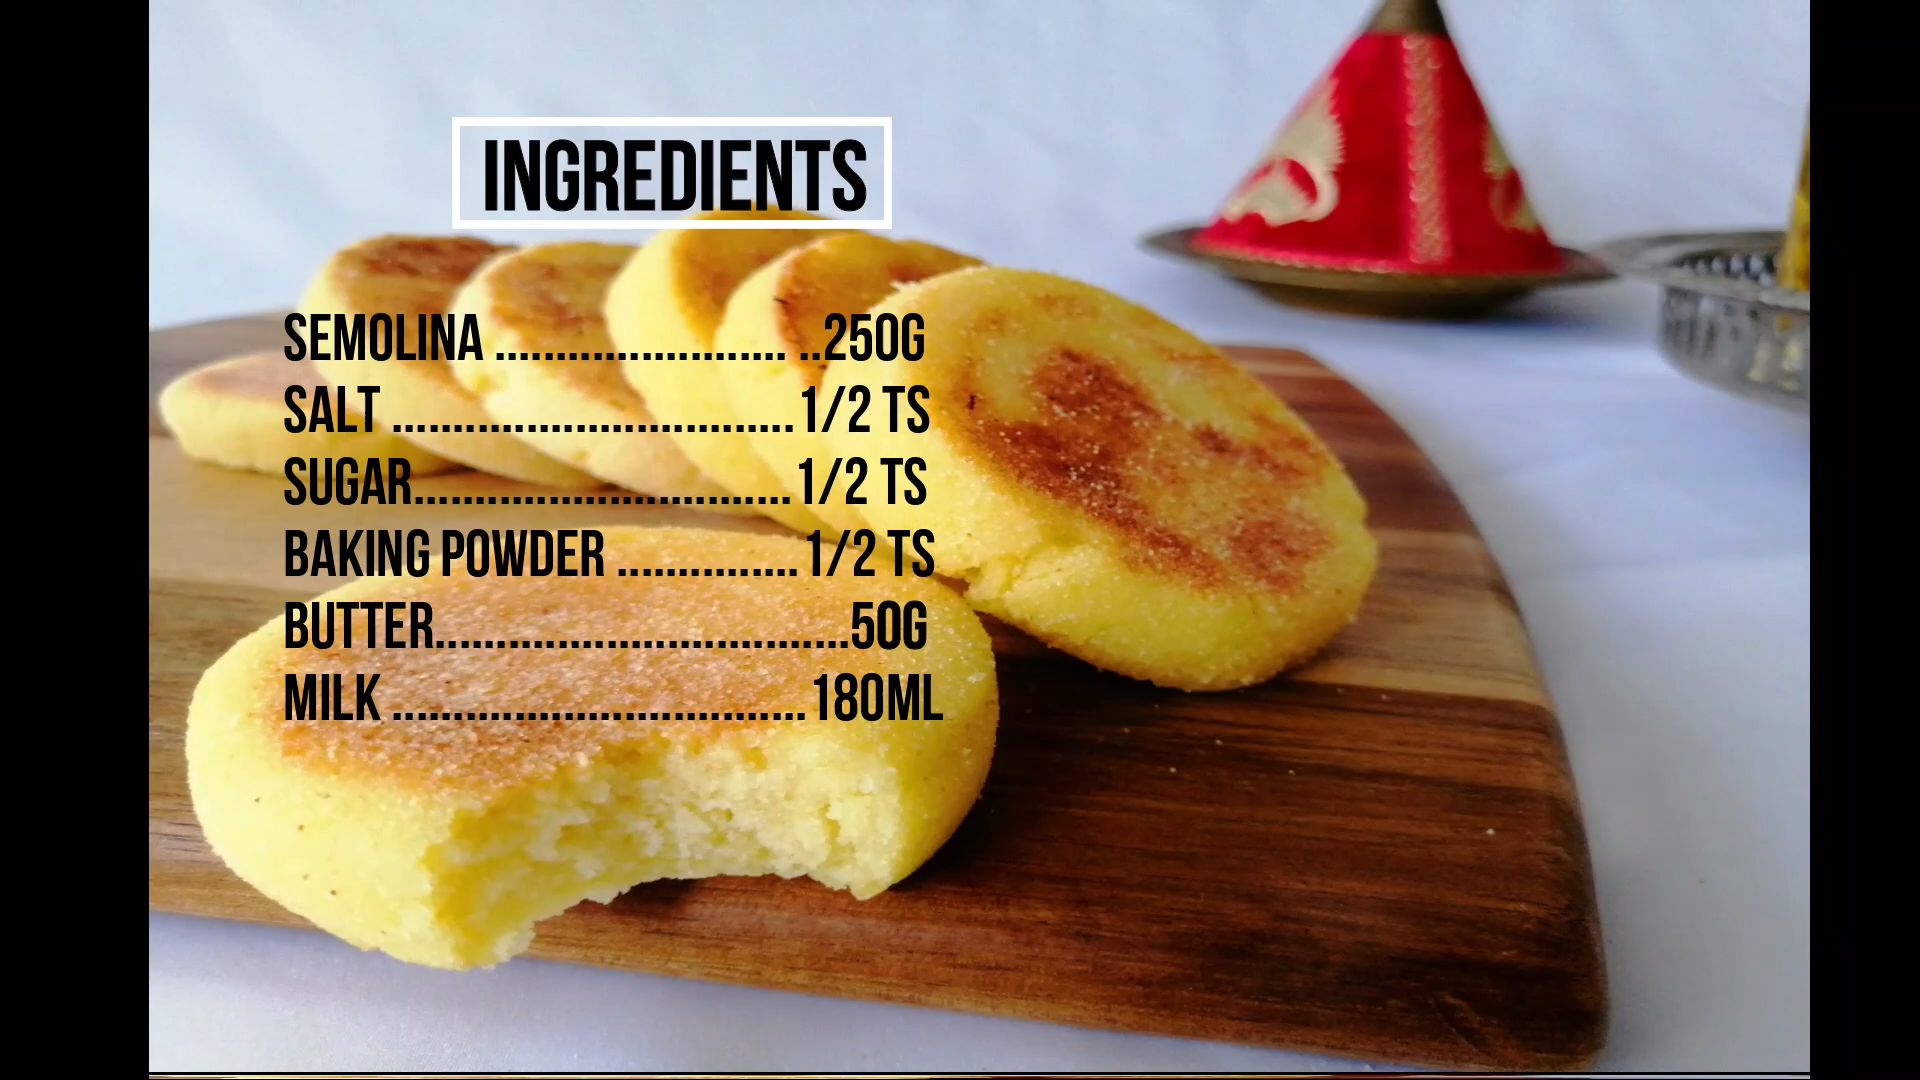 INGREDIENTS
SEMOLINA ........................ ..250G
SALT .................................1/2 TS
SUGAR...............................1/2 TS
BAKING POWDER ...............1/2 TS
BUTTER..................................50G
MILK ..................................180ML